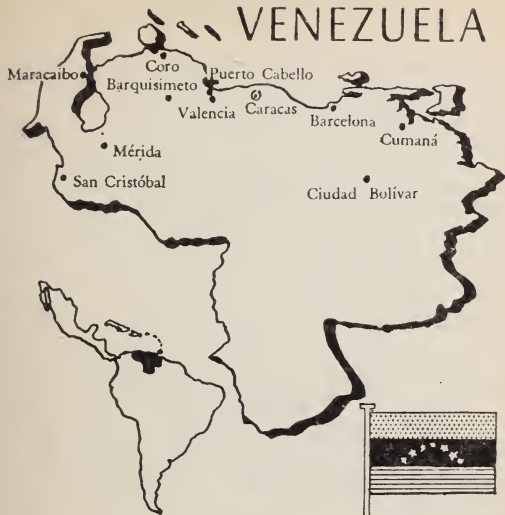 VENEZUELA
Coro
Maracaibo
Puerto Cabello
Barquisimeto
Valencia
Caracas
Barcelona
Cumaná
Mérida
San Cristóbal
Ciudad Bolívar